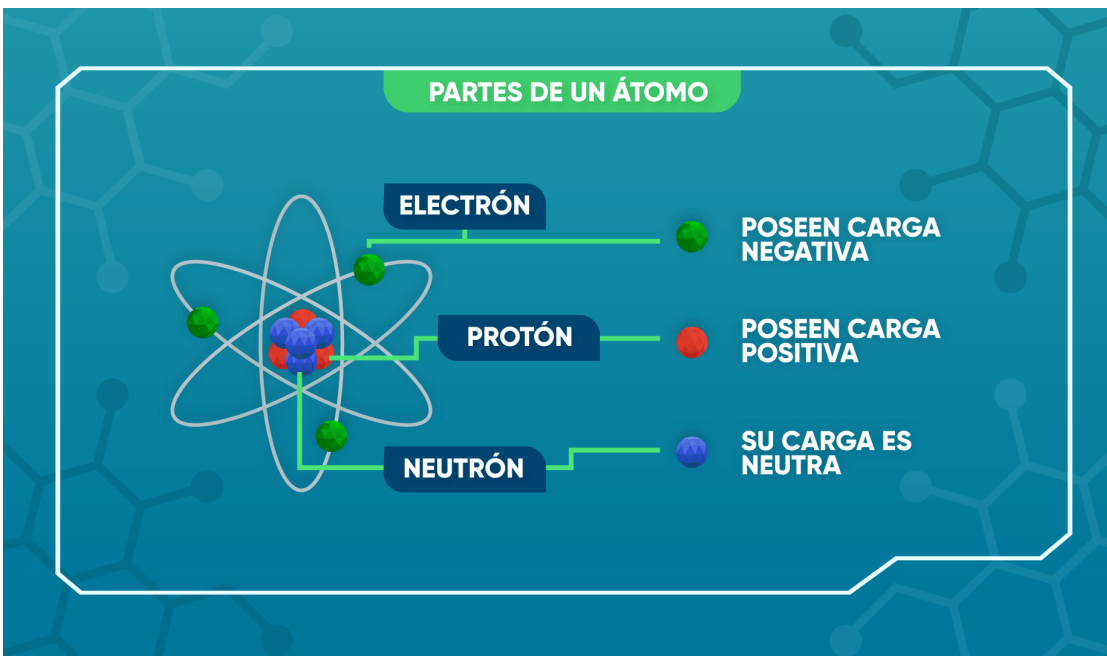 PARTES DE UN ÁTOMO
ELECTRÓN
POSEEN CARGA
NEGATIVA
PROTÓN
POSEEN CARGA
POSITIVA
NEUTRÓN
SU CARGA ES
NEUTRA